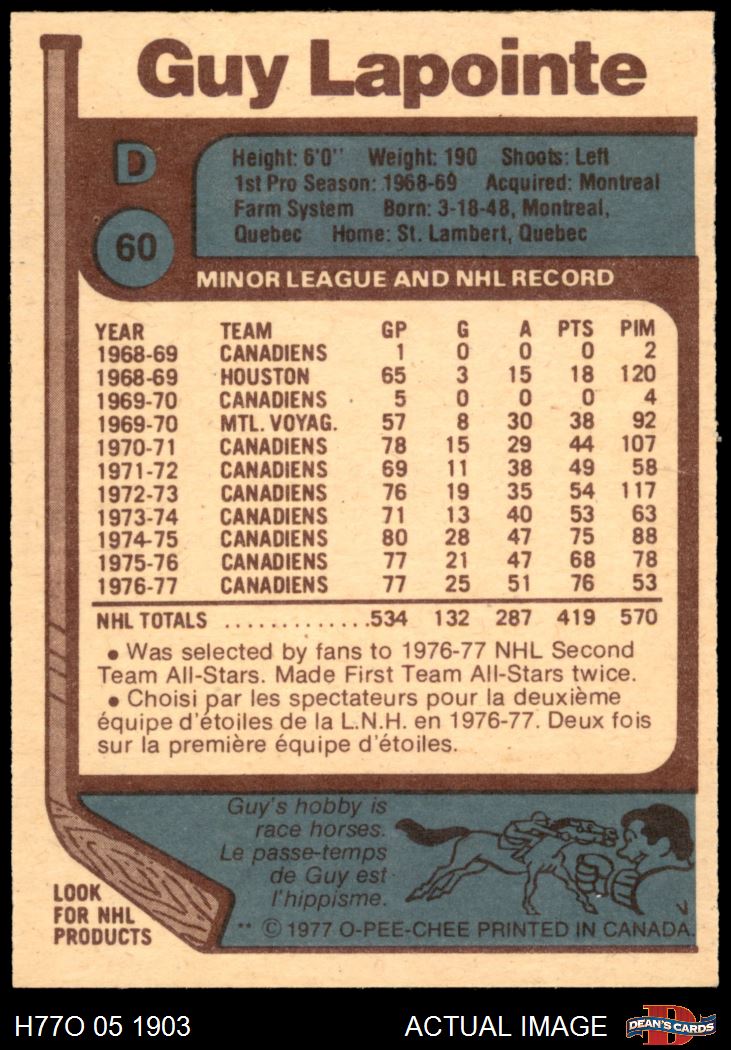 Guy Lapointe
D
60
Height: 6'0" Weight: 190 Shoots: Left
1st Pro Season: 1968-69 Acquired: Montreal
Farm System Born: 3-18-48, Montreal,
Quebec Home: St. Lambert, Quebec
MINOR LEAGUE AND NHL RECORD
YEAR TEAM GP G A PTS PIM
1968-69 CANADIENS 1 0 0 0 2
1968-69 HOUSTON 65 3 15 18 120
1969-70 CANADIENS 5 0 0 0 4
1969-70 MTL. VOYAG. 57 8 30 38 92
1970-71 CANADIENS 78 15 29 44 107
1971-72 CANADIENS 69 11 38 49 58
1972-73 CANADIENS 76 19 35 54 117
1973-74 CANADIENS 71 13 40 53 63
1974-75 CANADIENS 80 28 47 75 88
1975-76 CANADIENS 77 21 47 68 78
1976-77 CANADIENS 77 25 51 76 53
NHL TOTALS .............534 132 287 419 570
• Was selected by fans to 1976-77 NHL Second
Team All-Stars. Made First Team All-Stars twice.
• Choisi par les spectateurs pour la deuxième
équipe d'étoiles de la L.N.H. en 1976-77. Deux fois
sur la première équipe d'étoiles.
Guy's hobby is
race horses.
Le passe-temps
de Guy est
l'hippisme.
LOOK
FOR NHL
PRODUCTS
** © 1977 O-PEE-CHEE PRINTED IN CANADA.
H77O 05 1903
ACTUAL IMAGE
D
DEAN'S CARDS